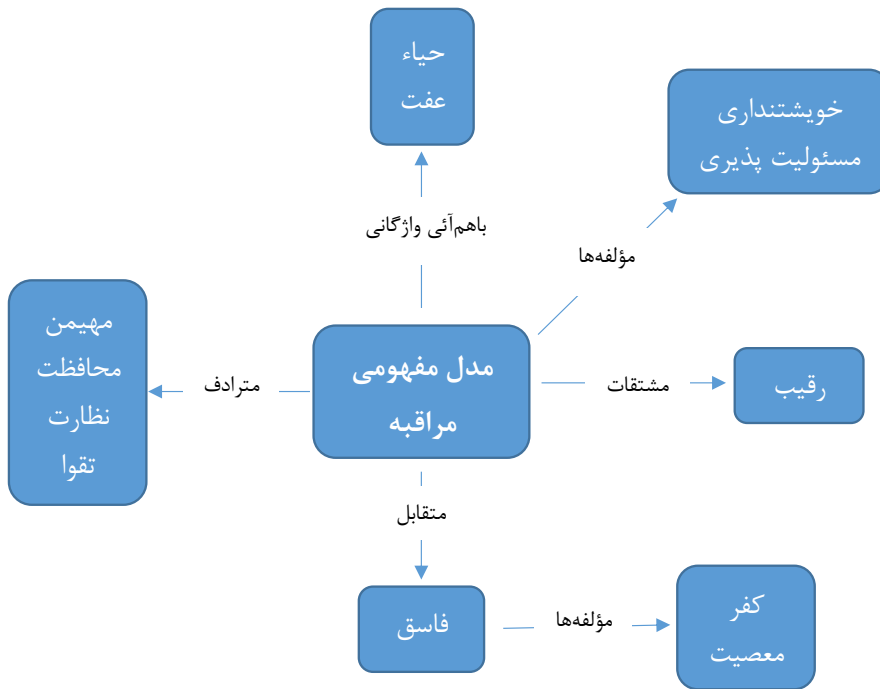 حیاء
عفت
خویشتنداری
مسئولیت پذیری
باهم‌آئی واژگانی
مؤلفه‌ها
مهیمن
محافظت
نظارت
تقوا
مترادف
مدل مفهومی
مراقبه
مشتقات
رقیب
متقابل
فاسق
مؤلفه‌ها
کفر
معصیت